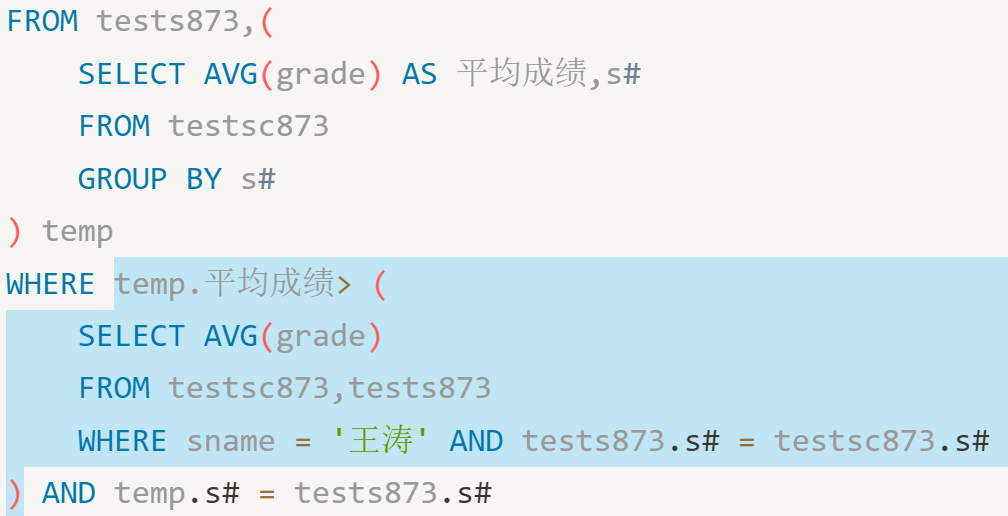 FROM tests873,(
    SELECT AVG(grade) AS 平均成绩,s#
    FROM testsc873
    GROUP BY s#
) temp
WHERE temp.平均成绩> (
    SELECT AVG(grade)
    FROM testsc873,tests873
    WHERE sname = '王涛' AND tests873.s# = testsc873.s#
) AND temp.s# = tests873.s#